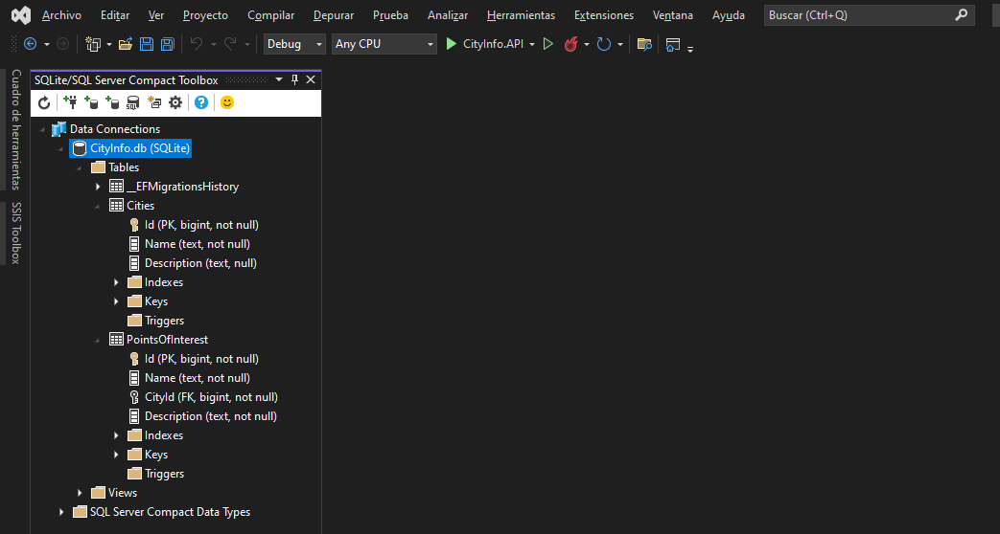 Archivo Editar Ver Proyecto Compilar Depurar Prueba Analizar Herramientas Extensiones Ventana Ayuda Buscar (Ctrl+Q)
Debug Any CPU CityInfo.API
Cuadro de herramientas
SSIS Toolbox
SQLite/SQL Server Compact Toolbox
SQL
Data Connections
CityInfo.db (SQLite)
Tables
__EFMigrationsHistory
Cities
Id (PK, bigint, not null)
Name (text, not null)
Description (text, null)
Indexes
Keys
Triggers
PointsOfInterest
Id (PK, bigint, not null)
Name (text, not null)
CityId (FK, bigint, not null)
Description (text, not null)
Indexes
Keys
Triggers
Views
SQL Server Compact Data Types